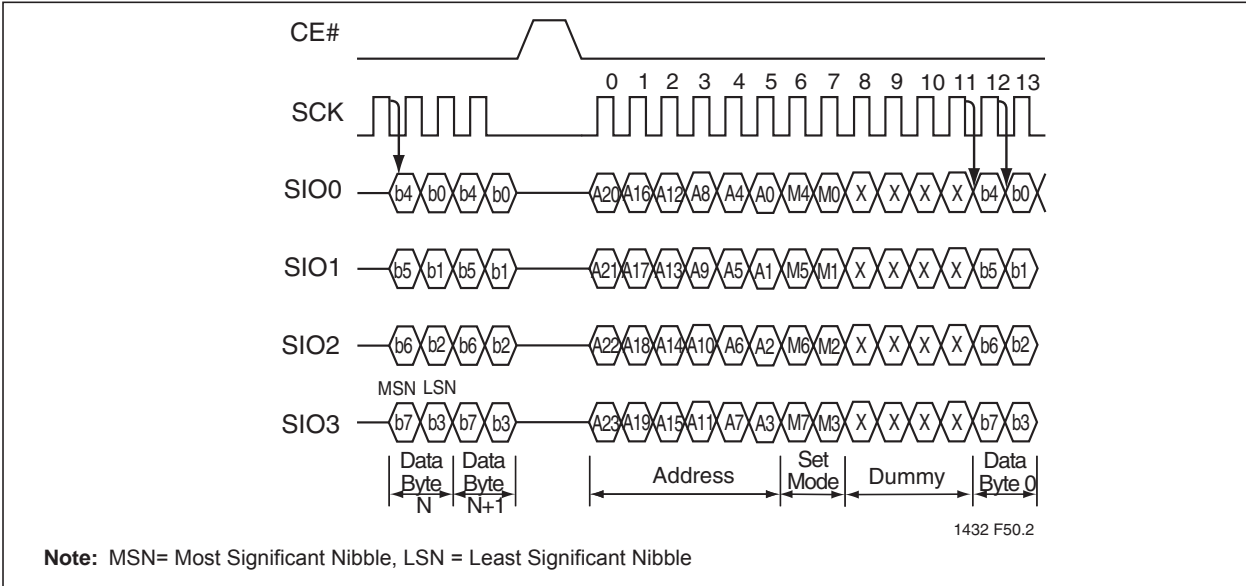 CE#
0 1 2 3 4 5 6 7 8 9 10 11 12 13
SCK
SIO0 b4 b0 b4 b0 A20 A16 A12 A8 A4 A0 M4 M0 X X X X b4 b0
SIO1 b5 b1 b5 b1 A21 A17 A13 A9 A5 A1 M5 M1 X X X X b5 b1
SIO2 b6 b2 b6 b2 A22 A18 A14 A10 A6 A2 M6 M2 X X X X b6 b2
MSN LSN
SIO3 b7 b3 b7 b3 A23 A19 A15 A11 A7 A3 M7 M3 X X X X b7 b3
Data Byte N
Data Byte N+1
Address
Set Mode
Dummy
Data Byte 0
1432 F50.2
Note: MSN= Most Significant Nibble, LSN = Least Significant Nibble